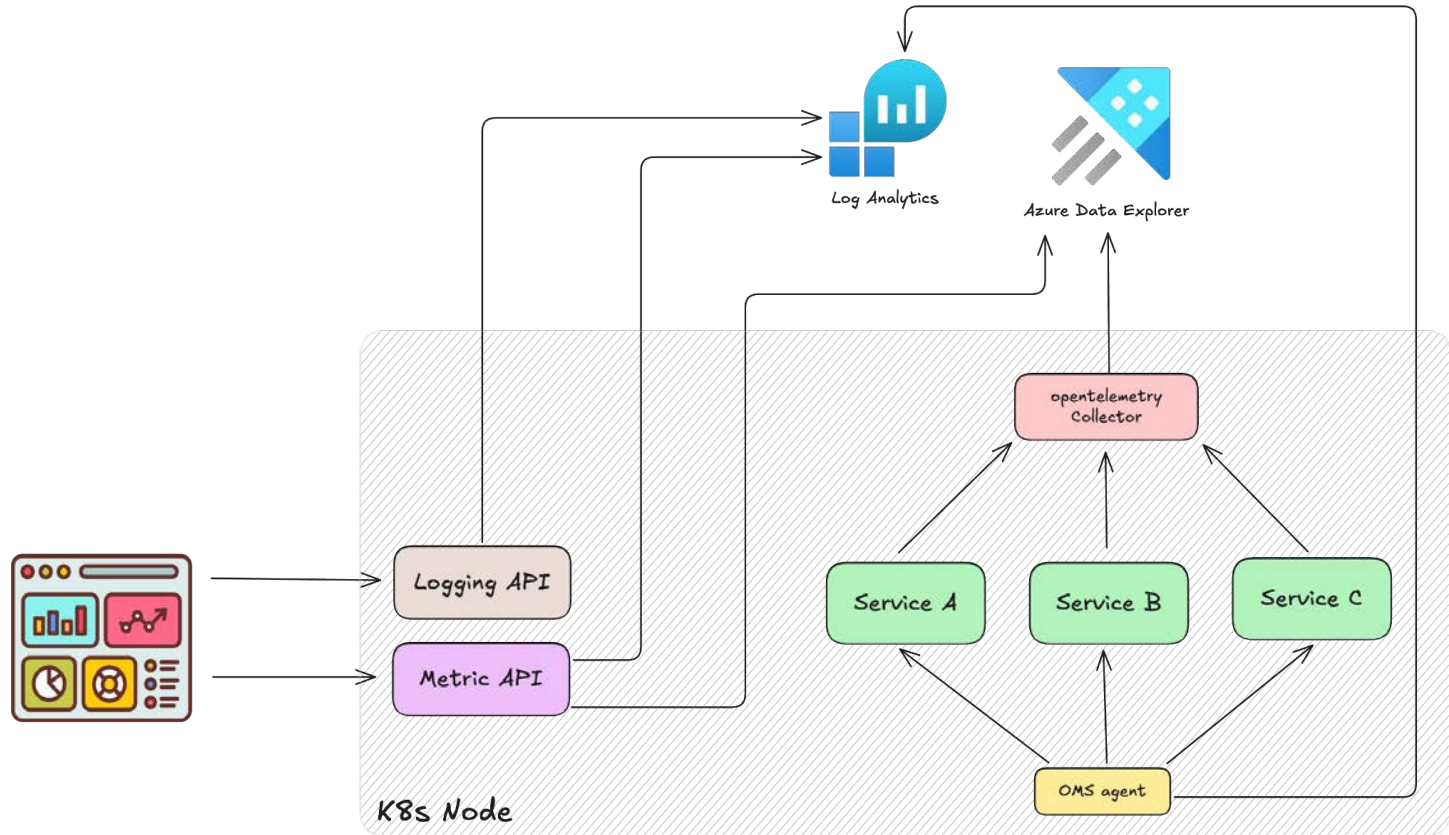 Log Analytics
Azure Data Explorer
opentelemetry
Collector
Logging API
Service A
Service B
Service C
Metric API
OMS agent
K8s Node